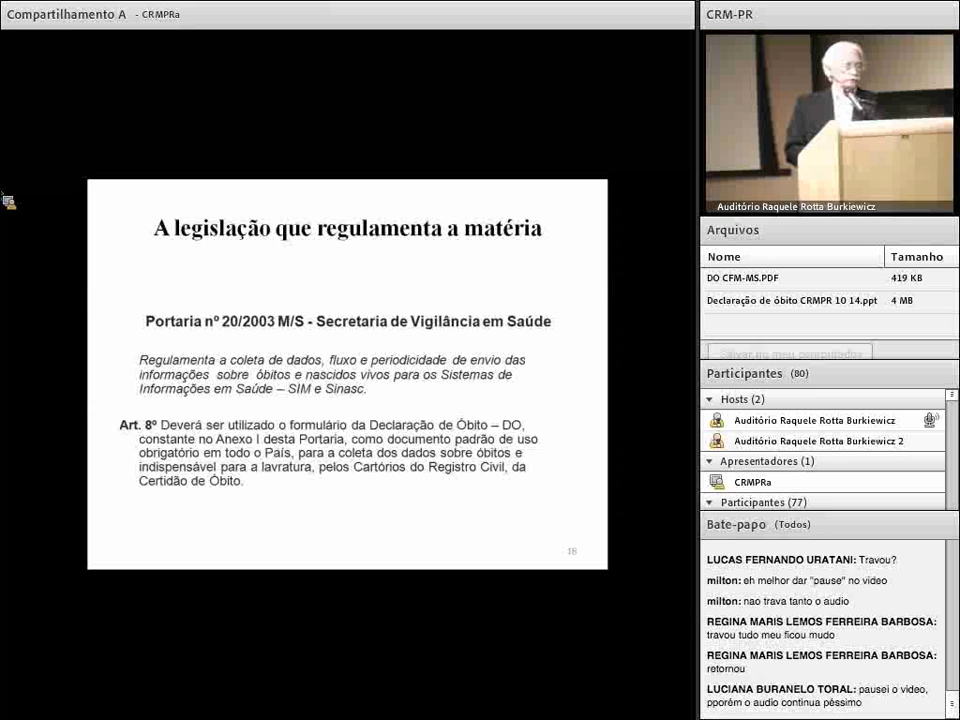 Compartilhamento A - CRMPRa
A legislação que regulamenta a matéria
Portaria nº 20/2003 M/S - Secretaria de Vigilância em Saúde
Regulamenta a coleta de dados, fluxo e periodicidade de envio das
informações sobre óbitos e nascidos vivos para os Sistemas de
Informações em Saúde – SIM e Sinasc.
Art. 8º Deverá ser utilizado o formulário da Declaração de Óbito – DO,
constante no Anexo I desta Portaria, como documento padrão de uso
obrigatório em todo o País, para a coleta dos dados sobre óbitos e
indispensável para a lavratura, pelos Cartórios do Registro Civil, da
Certidão de Óbito.
18
CRM-PR
Auditório Raquele Rotta Burkiewicz
Arquivos
Nome Tamanho
DO CFM-MS.PDF 419 KB
Declaração de óbito CRMPR 10 14.ppt 4 MB
Salvar no meu computador
Participantes (80)
Hosts (2)
Auditório Raquele Rotta Burkiewicz
Auditório Raquele Rotta Burkiewicz 2
Apresentadores (1)
CRMPRa
Participantes (77)
Bate-papo (Todos)
LUCAS FERNANDO URATANI: Travou?
milton: eh melhor dar "pause" no video
milton: nao trava tanto o audio
REGINA MARIS LEMOS FERREIRA BARBOSA:
travou tudo meu ficou mudo
REGINA MARIS LEMOS FERREIRA BARBOSA:
retornou
LUCIANA BURANELO TORAL: pausei o video,
pporém o audio continua péssimo